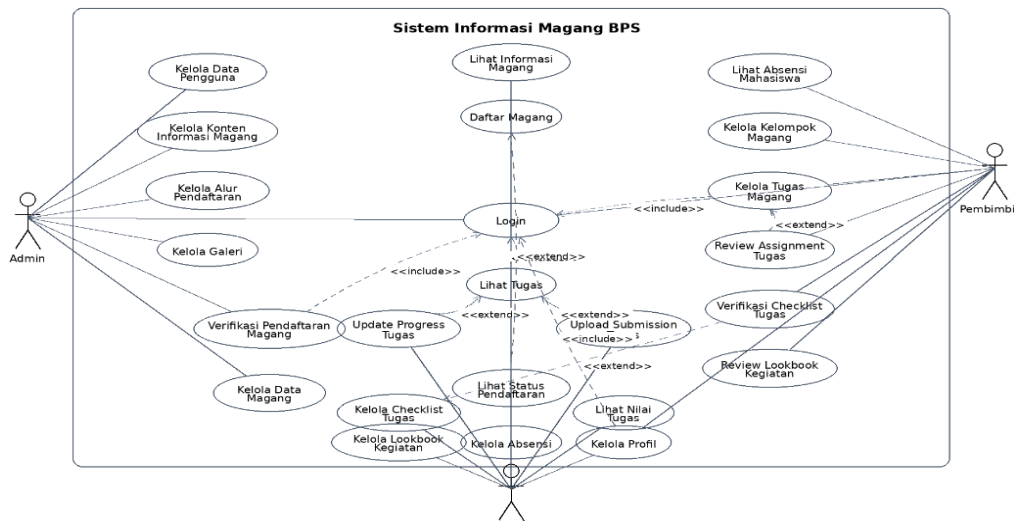 Sistem Informasi Magang BPS
Kelola Data
Pengguna
Lihat Informasi
Magang
Lihat Absensi
Mahasiswa
Daftar Magang
Kelola Konten
Informasi Magang
Kelola Kelompok
Magang
Kelola Alur
Pendaftaran
Kelola Tugas
Magang
<<include>>
Login
<<extend>>
Admin
Pembimbi
Kelola Galeri
Review Assignment
Tugas
<<extend>>
<<include>>
Lihat Tugas
Verifikasi Pendaftaran
Magang
Update Progress
Tugas
<<extend>>
<<extend>>
Upload Submission
<<include>>
Verifikasi Checklist
Tugas
<<extend>>
Review Lookbook
Kegiatan
Kelola Data
Magang
Lihat Status
Pendaftaran
Kelola Checklist
Tugas
Lihat Nilai
Tugas
Kelola Lookbook
Kegiatan
Kelola Absensi
Kelola Profil